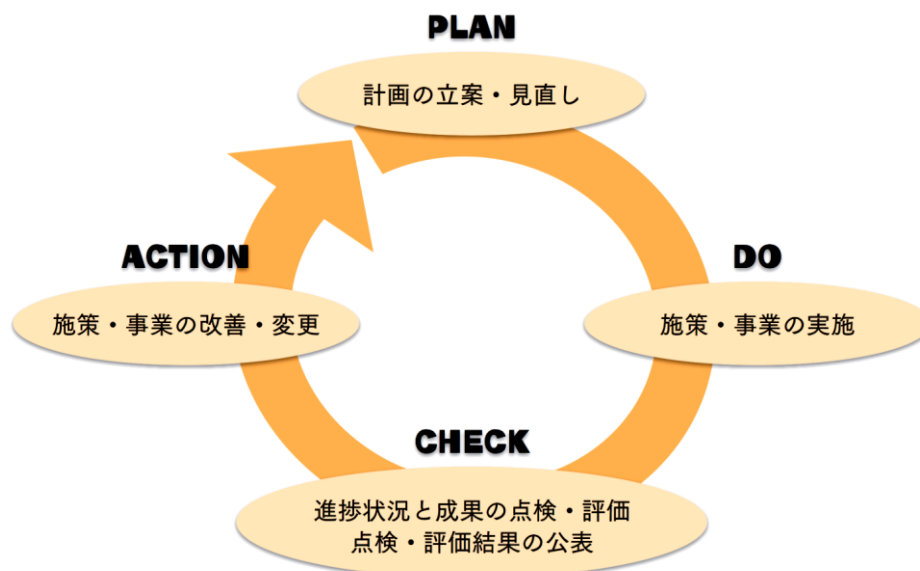 PLAN
計画の立案・見直し
DO
施策・事業の実施
CHECK
進捗状況と成果の点検・評価
点検・評価結果の公表
ACTION
施策・事業の改善・変更